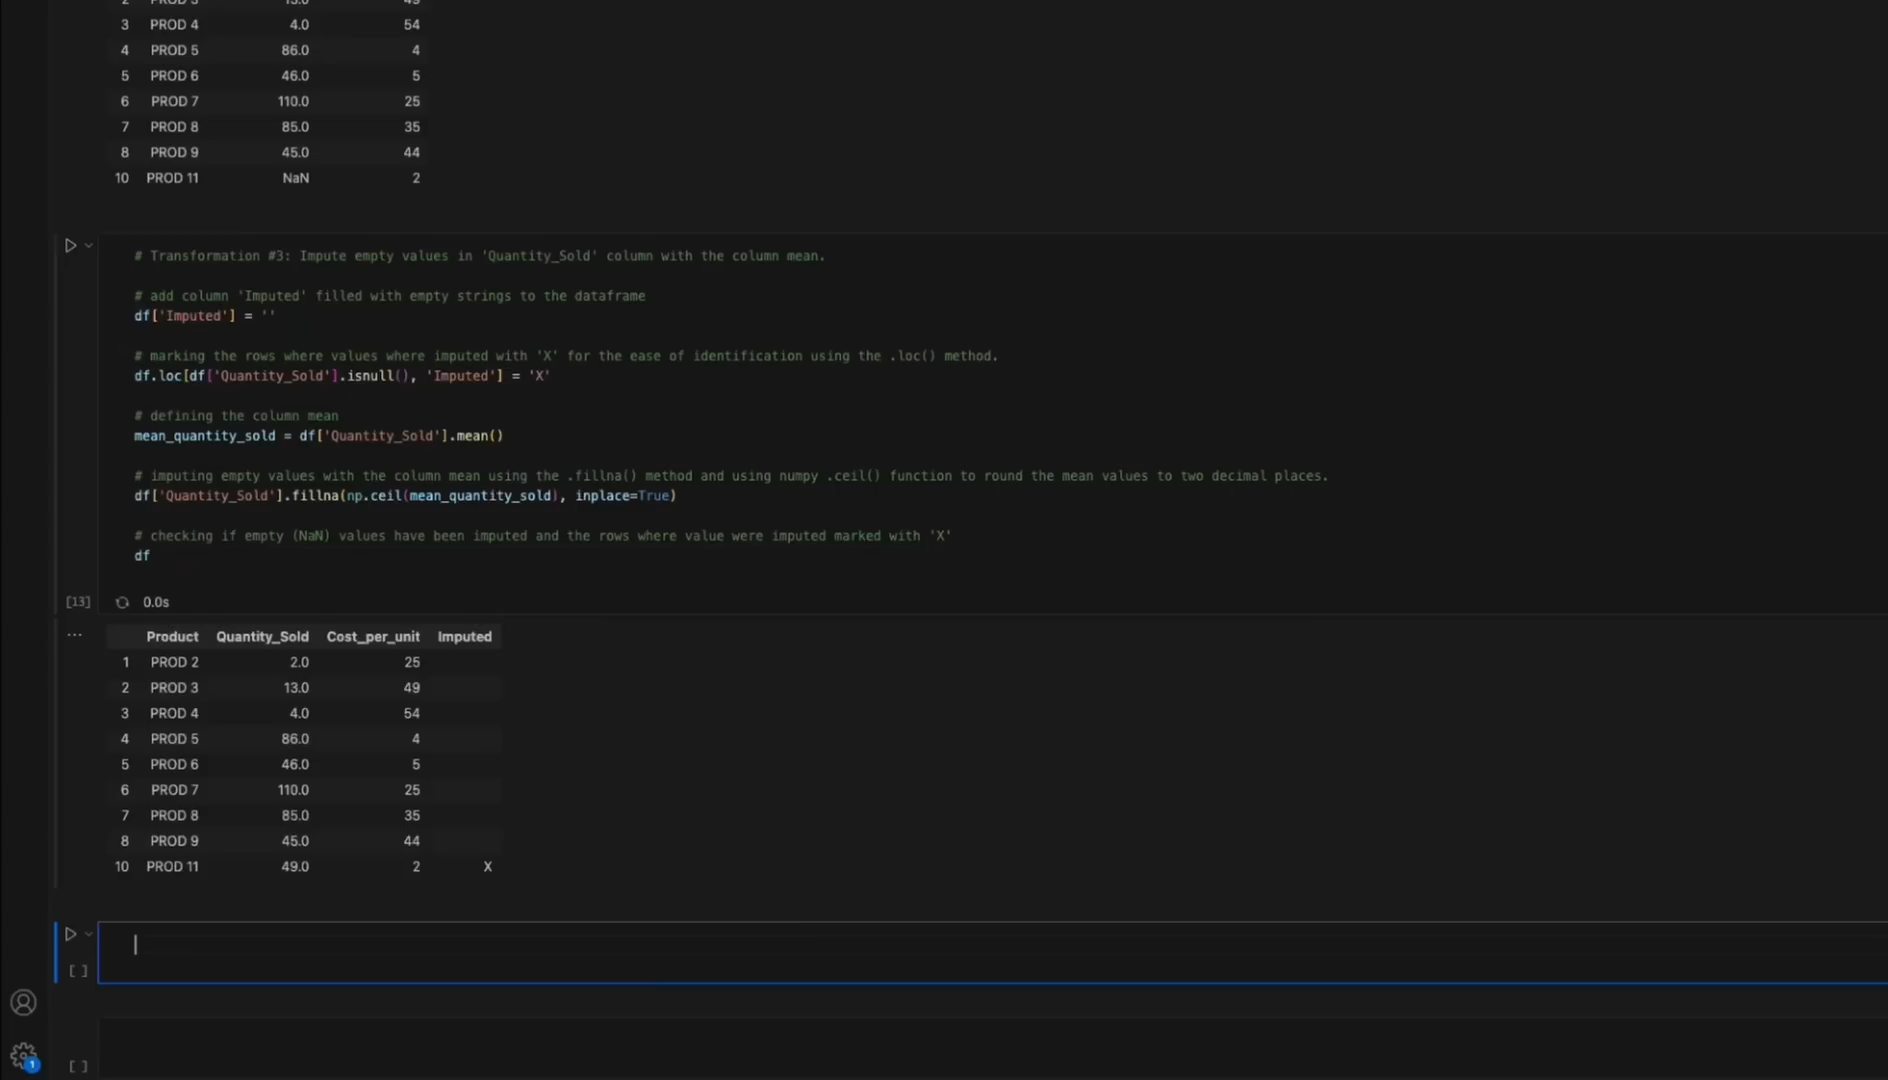 2 PROD 3 13.0 49
3 PROD 4 4.0 54
4 PROD 5 86.0 4
5 PROD 6 46.0 5
6 PROD 7 110.0 25
7 PROD 8 85.0 35
8 PROD 9 45.0 44
10 PROD 11 NaN 2
# Transformation #3: Impute empty values in 'Quantity_Sold' column with the column mean.
# add column 'Imputed' filled with empty strings to the dataframe
df['Imputed'] = ''
# marking the rows where values where imputed with 'X' for the ease of identification using the .loc() method.
df.loc[df['Quantity_Sold'].isnull(), 'Imputed'] = 'X'
# defining the column mean
mean_quantity_sold = df['Quantity_Sold'].mean()
# imputing empty values with the column mean using the .fillna() method and using numpy .ceil() function to round the mean values to two decimal places.
df['Quantity_Sold'].fillna(np.ceil(mean_quantity_sold), inplace=True)
# checking if empty (NaN) values have been imputed and the rows where value were imputed marked with 'X'
df
[13] 0.0s
... Product Quantity_Sold Cost_per_unit Imputed
1 PROD 2 2.0 25
2 PROD 3 13.0 49
3 PROD 4 4.0 54
4 PROD 5 86.0 4
5 PROD 6 46.0 5
6 PROD 7 110.0 25
7 PROD 8 85.0 35
8 PROD 9 45.0 44
10 PROD 11 49.0 2 X
[ ]
1
[ ]